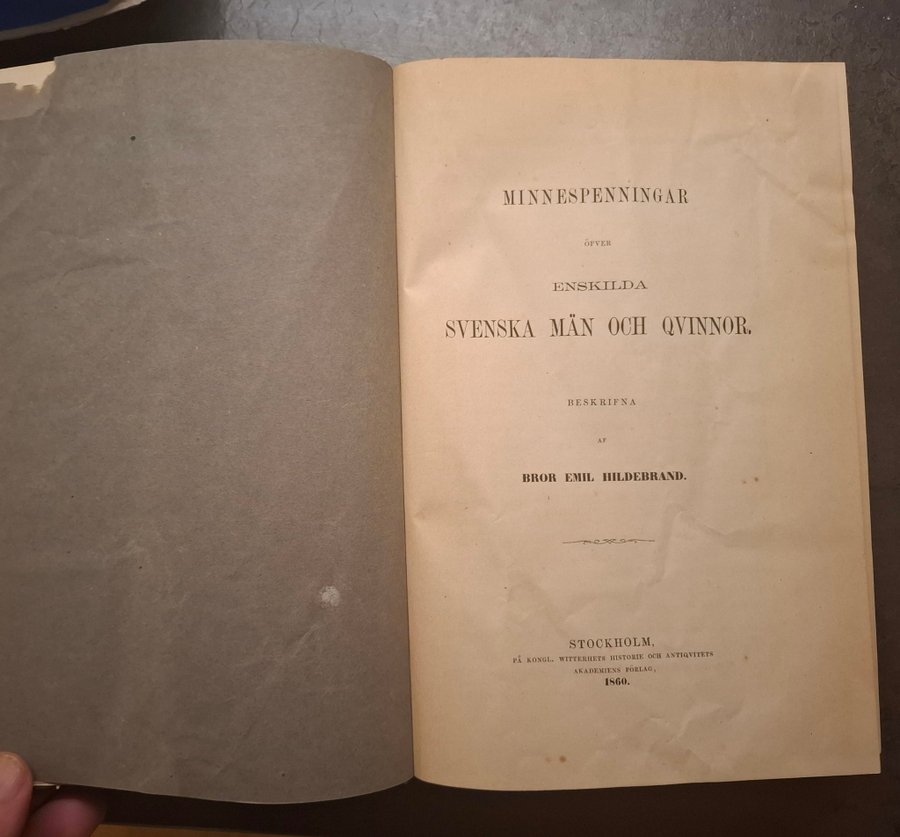 MINNESPENNINGAR
ÖFVER
ENSKILDA
SVENSKA MÄN OCH QVINNOR.
BESKRIFNA
AF
BROR EMIL HILDEBRAND.
STOCKHOLM,
PÅ KONGL. WITTERHETS HISTORIE OCH ANTIQVITETS
AKADEMIENS FÖRLAG,
1860.